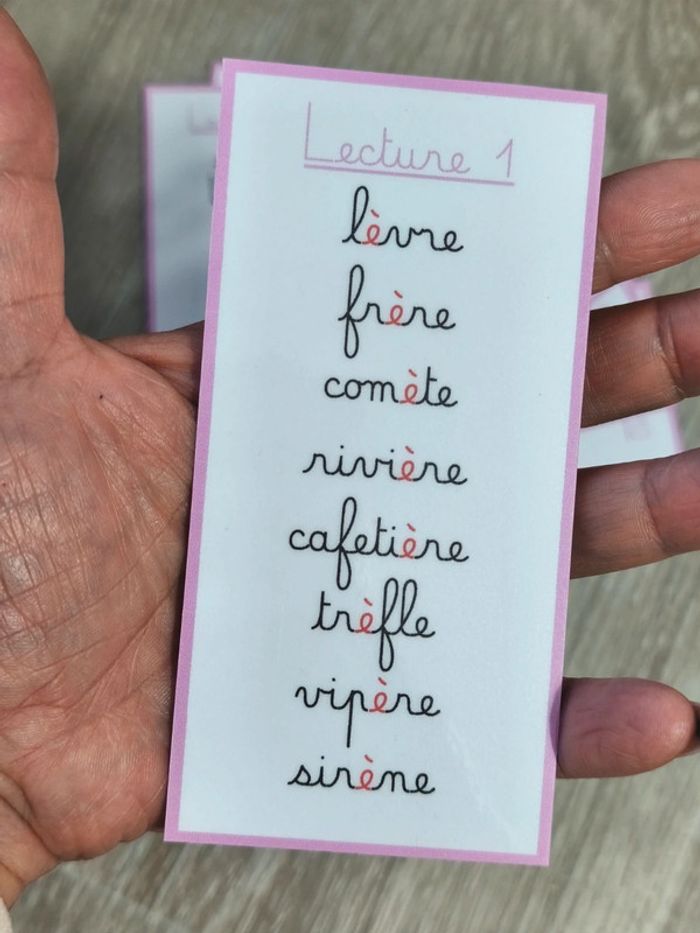 Lecture 1
lèvre
frère
comète
rivière
cafetière
trèfle
vipère
sirène